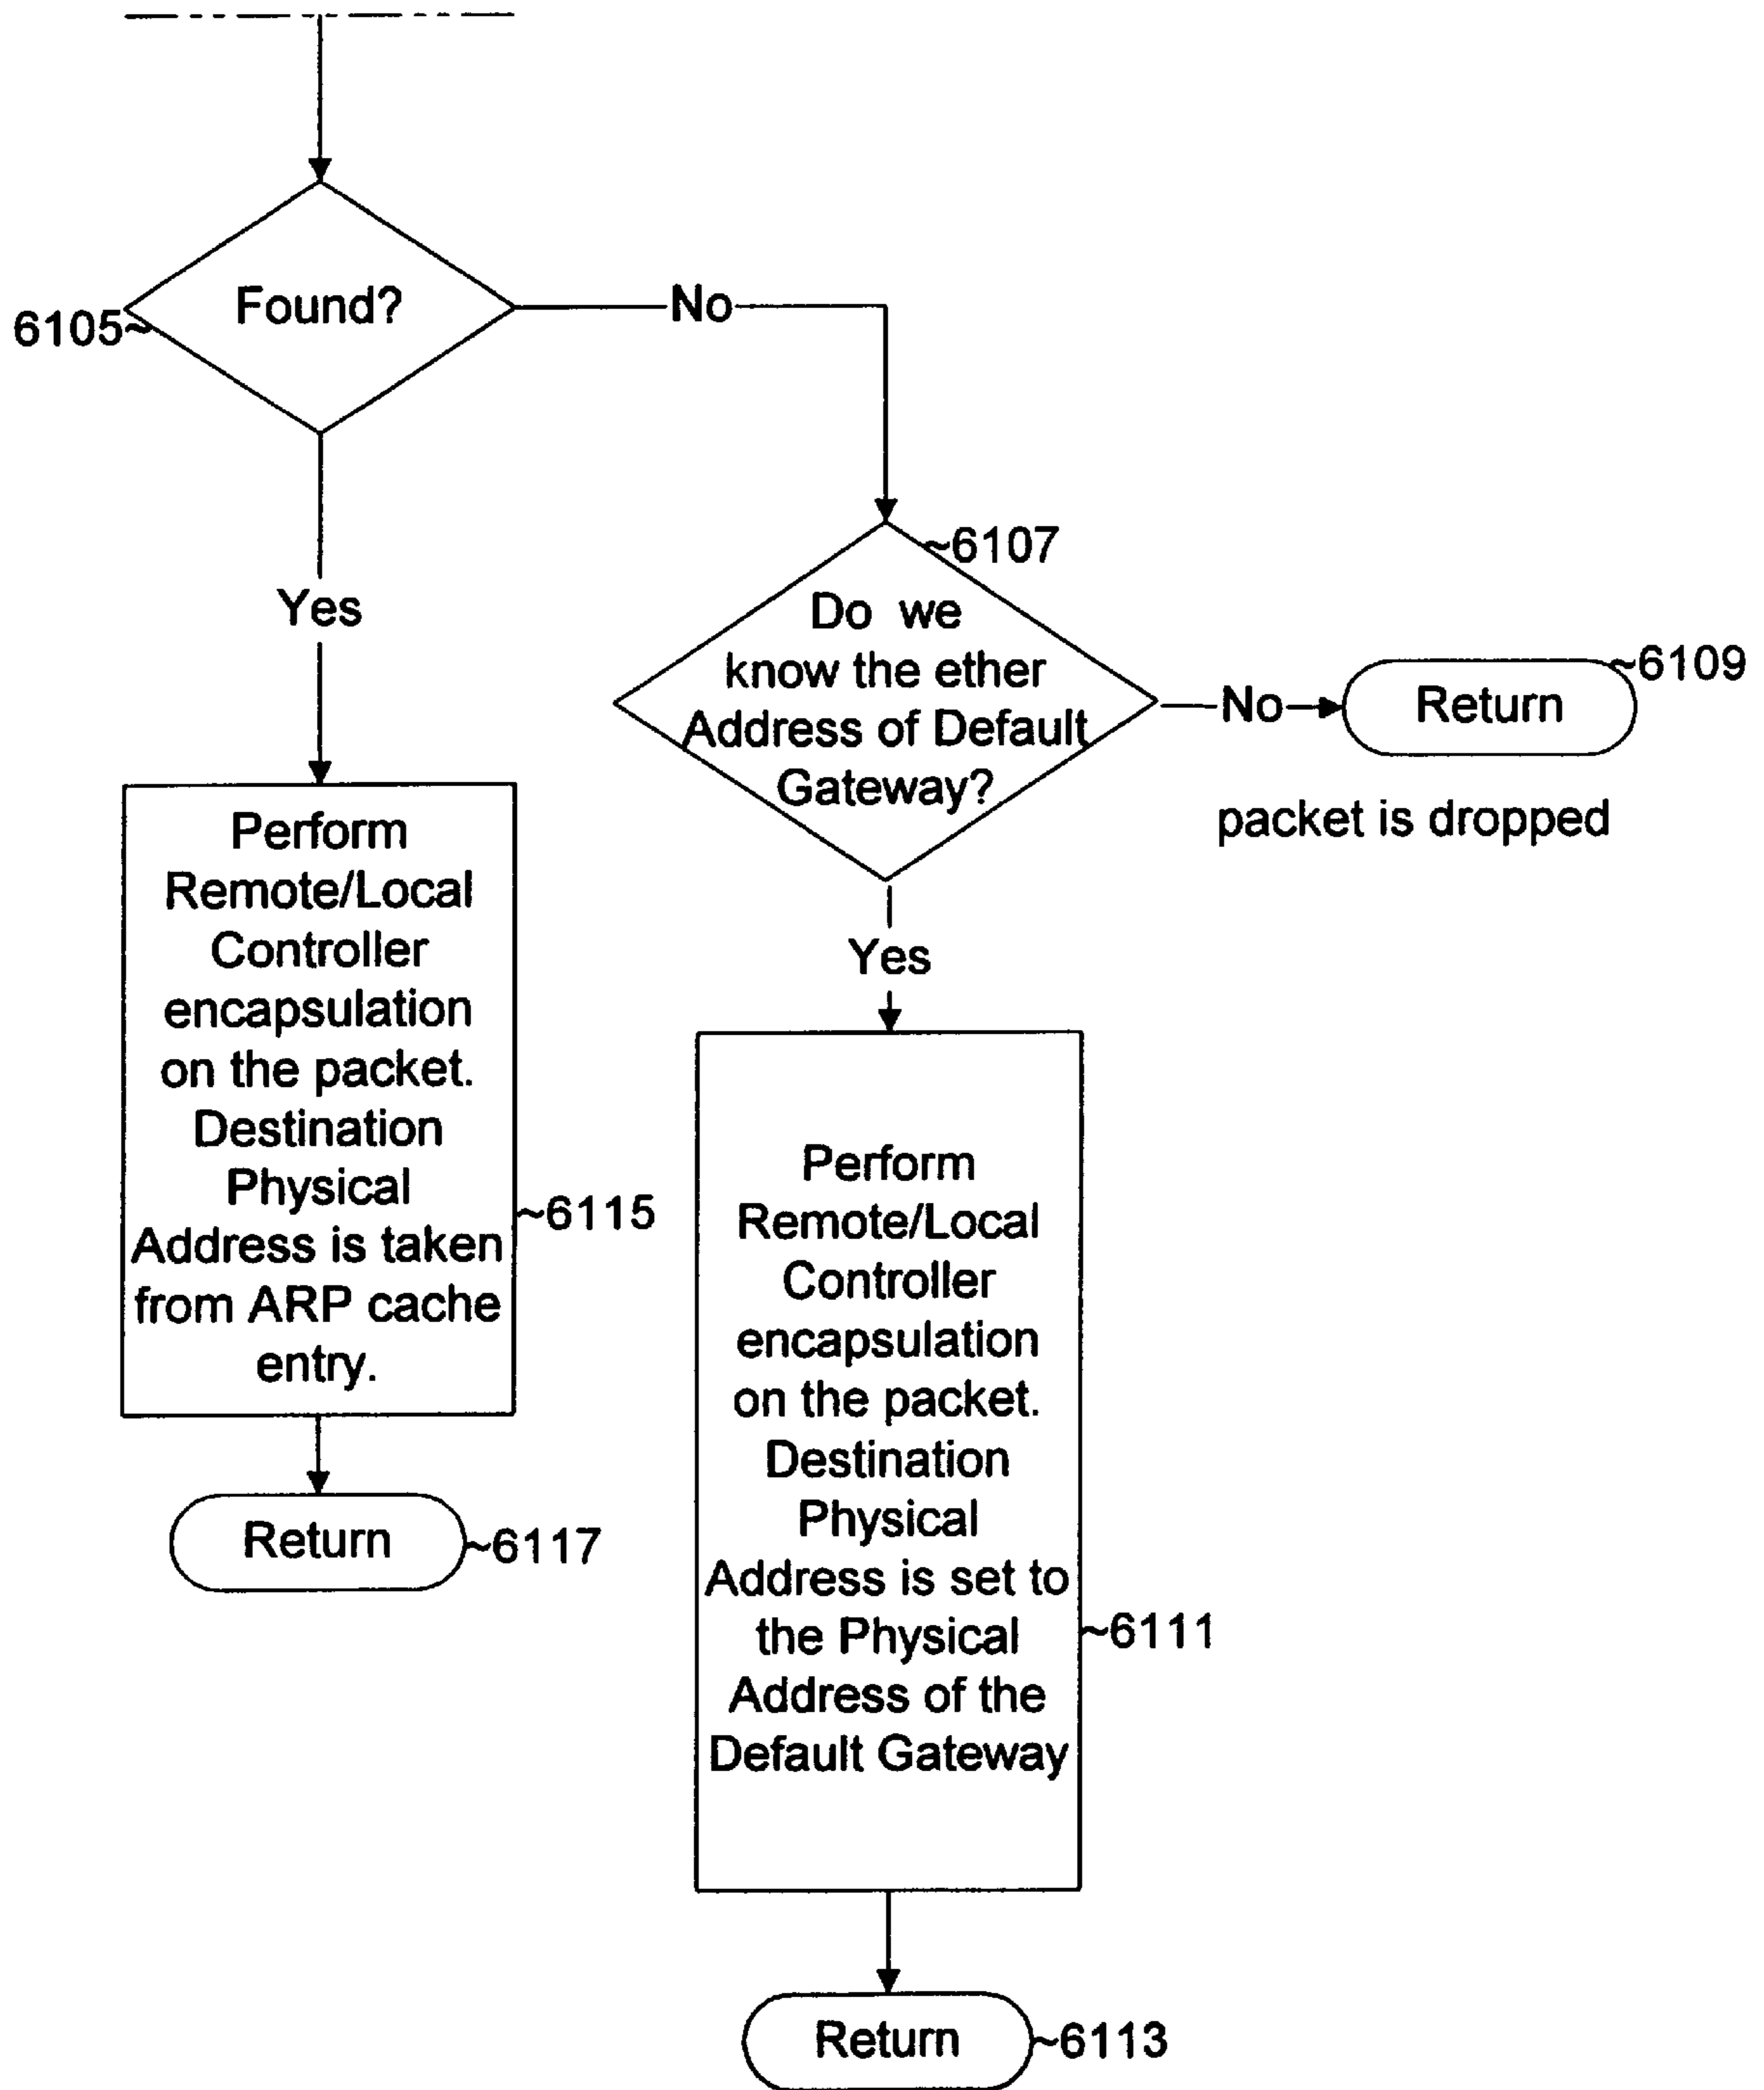 Found?
No
6105
Yes
6107
Do we
know the ether
Address of Default
Gateway?
No
Return
6109
packet is dropped
Yes
Perform
Remote/Local
Controller
encapsulation
on the packet.
Destination
Physical
Address is taken
from ARP cache
entry.
6115
Return
6117
Perform
Remote/Local
Controller
encapsulation
on the packet.
Destination
Physical
Address is set to
the Physical
Address of the
Default Gateway
6111
Return
6113